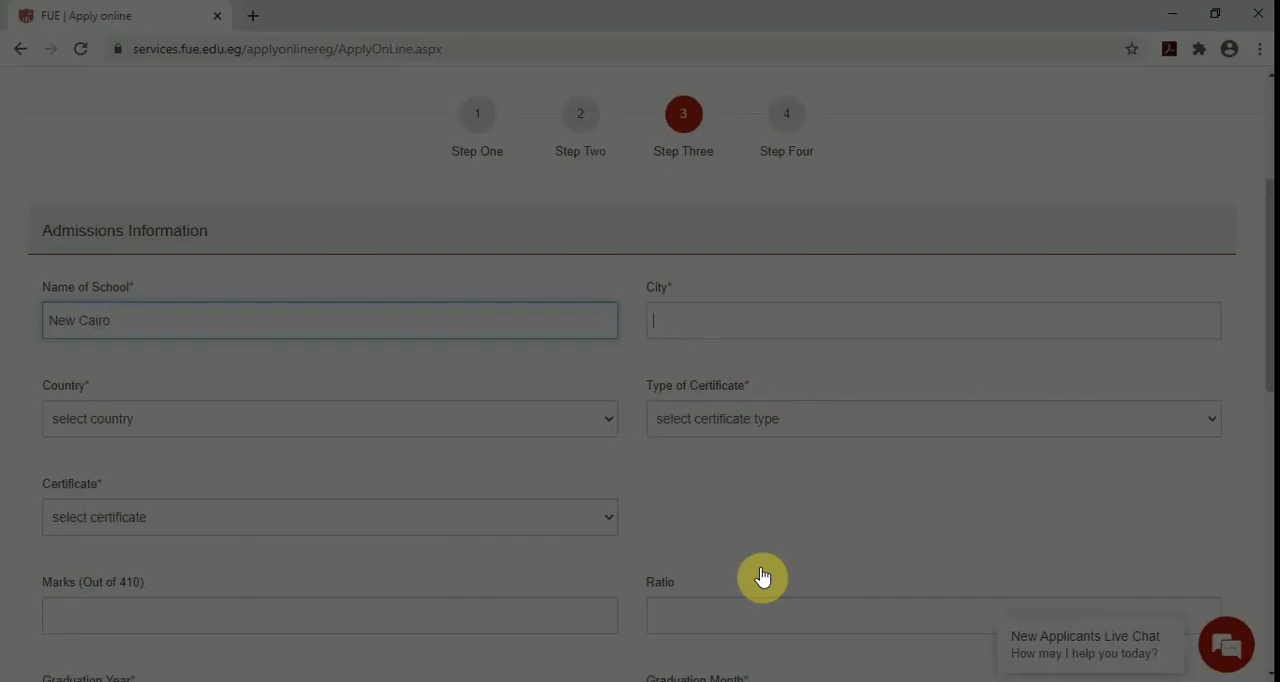 FUE | Apply online
services.fue.edu.eg/applyonlinereg/ApplyOnLine.aspx
1 2 3 4
Step One Step Two Step Three Step Four
Admissions Information
Name of School* City*
New Cairo
Country* Type of Certificate*
select country select certificate type
Certificate*
select certificate
Marks (Out of 410) Ratio
New Applicants Live Chat
How may I help you today?
Graduation Year* Graduation Month*